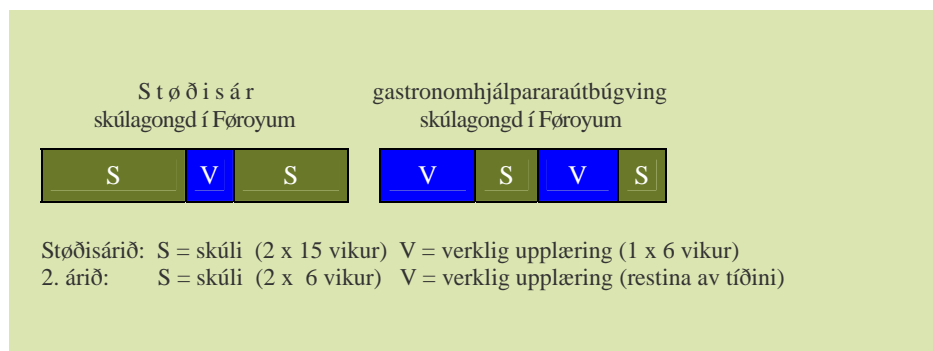 Støðisár
skúlagongd í Føroyum
gastronomhjálpararaútbúgving
skúlagongd í Føroyum
S V S
V S V S
Støðisárið: S = skúli (2 x 15 vikur) V = verklig upplæring (1 x 6 vikur)
2. árið: S = skúli (2 x 6 vikur) V = verklig upplæring (restina av tíðini)